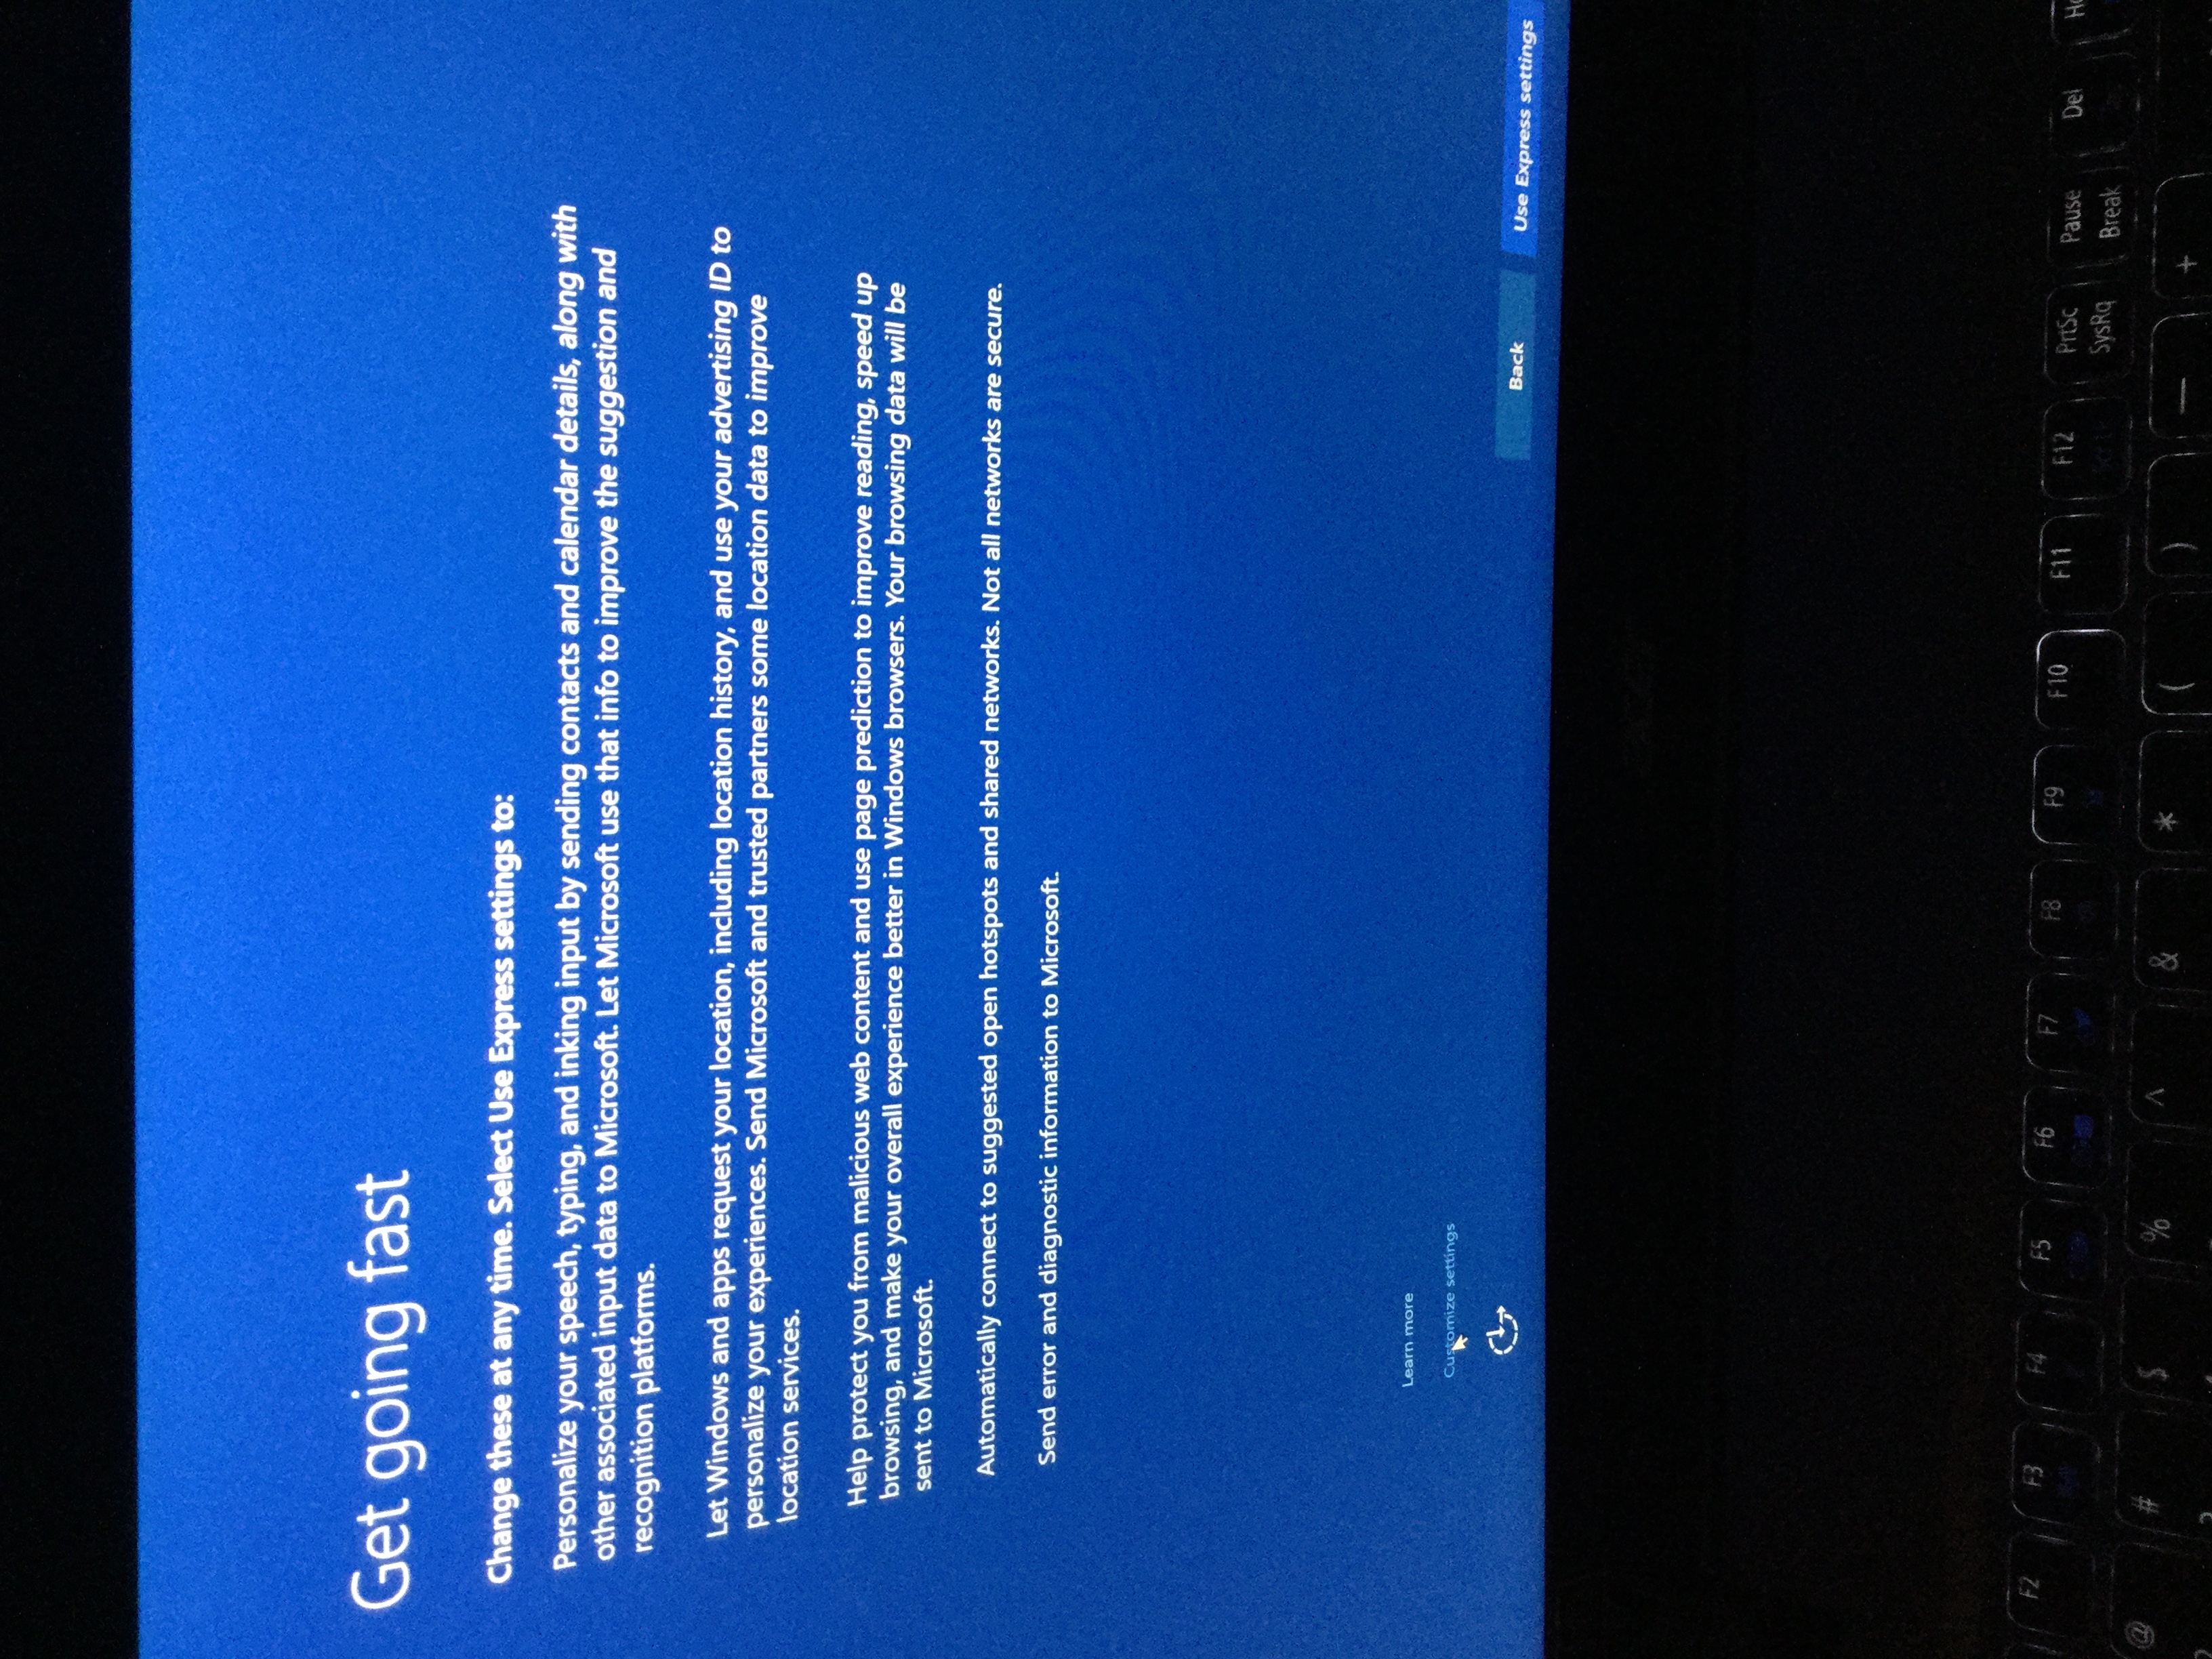 Get going fast
Change these at any time. Select Use Express settings to:
Personalize your speech, typing, and inking input by sending contacts and calendar details, along with
other associated input data to Microsoft. Let Microsoft use that info to improve the suggestion and
recognition platforms.
Let Windows and apps request your location, including location history, and use your advertising ID to
personalize your experiences. Send Microsoft and trusted partners some location data to improve
location services.
Help protect you from malicious web content and use page prediction to improve reading, speed up
browsing, and make your overall experience better in Windows browsers. Your browsing data will be
sent to Microsoft.
Automatically connect to suggested open hotspots and shared networks. Not all networks are secure.
Send error and diagnostic information to Microsoft.
Learn more
Customize settings
Back Use Express settings
acer
F2 F3 F4 F5 F6 F7 F8 F9 F10 F11 F12 PrtSc Pause Del
SysRq Break
@ # $ % ^ & * ( ) — +